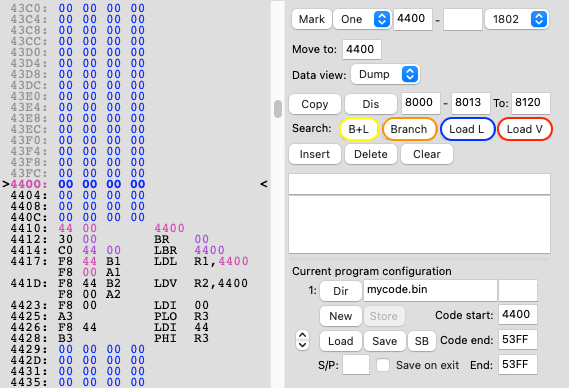 43C0: 00 00 00 00
43C4: 00 00 00 00
43C8: 00 00 00 00
43CC: 00 00 00 00
43D0: 00 00 00 00
43D4: 00 00 00 00
43D8: 00 00 00 00
43DC: 00 00 00 00
43E0: 00 00 00 00
43E4: 00 00 00 00
43E8: 00 00 00 00
43EC: 00 00 00 00
43F0: 00 00 00 00
43F4: 00 00 00 00
43F8: 00 00 00 00
43FC: 00 00 00 00
>4400: 00 00 00 00 <
4404: 00 00 00 00
4408: 00 00 00 00
440C: 00 00 00 00
4410: 44 00 4400
4412: 30 00 BR 00
4414: C0 44 00 LBR 4400
4417: F8 44 B1 LDL R1,4400
F8 00 A1
441D: F8 44 B2 LDV R2,4400
F8 00 A2
4423: F8 00 LDI 00
4425: A3 PLO R3
4426: F8 44 LDI 44
4428: B3 PHI R3
4429: 00 00 00 00
442D: 00 00 00 00
4431: 00 00 00 00
4435: 00 00 00 00
Mark One 4400 - 1802
Move to: 4400
Data view: Dump
Copy Dis 8000 - 8013 To: 8120
Search: B+L Branch Load L Load V
Insert Delete Clear
Current program configuration
1: Dir mycode.bin
New Store Code start: 4400
Load Save SB Code end: 53FF
S/P: Save on exit End: 53FF